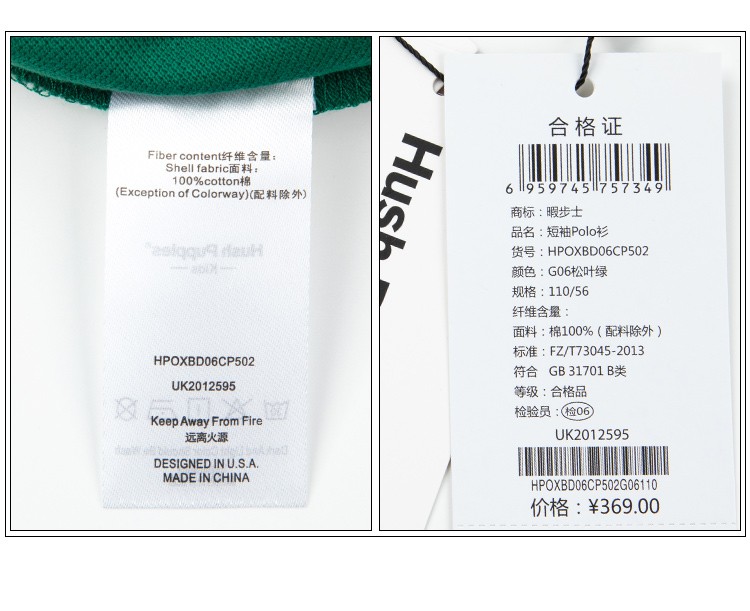 Fiber content纤维含量:
Shell fabric面料:
100%cotton棉
(Exception of Colorway)(配料除外)
Hush Puppies®
Kids
HPOXBD06CP502
UK2012595
Keep Away From Fire
远离火源
DESIGNED IN U.S.A.
MADE IN CHINA
Hush
合格证
6 959745 757349
商标:暇步士
品名:短袖Polo衫
货号:HPOXBD06CP502
颜色:G06松叶绿
规格:110/56
纤维含量:
面料:棉100%(配料除外)
标准:FZ/T73045-2013
符合 GB 31701 B类
等级:合格品
检验员:检06
UK2012595
HPOXBD06CP502G06110
价格:¥369.00